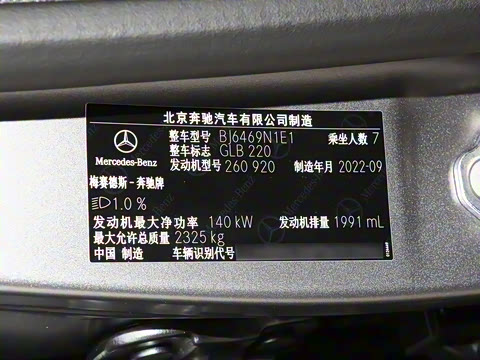 北京奔驰汽车有限公司制造
整车型号 BJ6469N1E1 乘坐人数 7
整车标志 GLB 220
发动机型号 260 920 制造年月 2022-09
Mercedes-Benz
梅赛德斯-奔驰牌
1.0 %
发动机最大净功率 140 kW 发动机排量 1991 mL
最大允许总质量 2325 kg
中国 制造 车辆识别代号